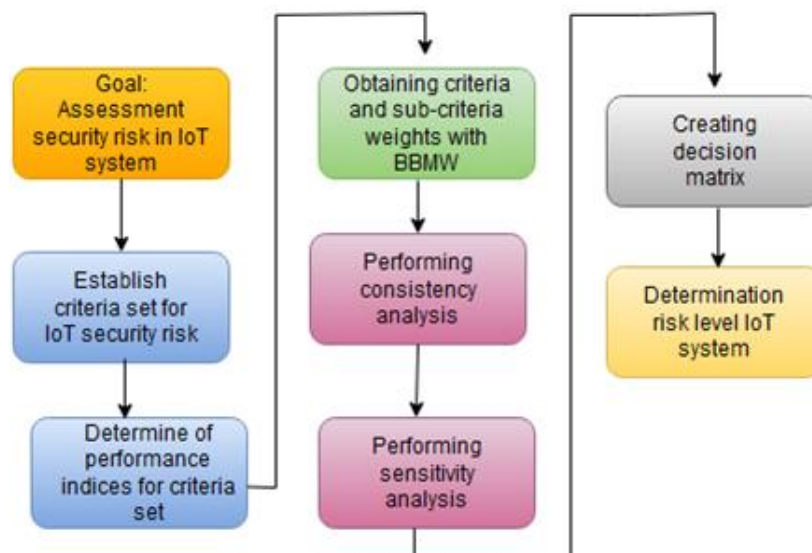 Goal:
Assessment
security risk in IoT
system
Establish
criteria set for
IoT security risk
Determine of
performance
indices for criteria
set
Obtaining criteria
and sub-criteria
weights with
BBMW
Performing
consistency
analysis
Performing
sensitivity
analysis
Creating
decision
matrix
Determination
risk level IoT
system